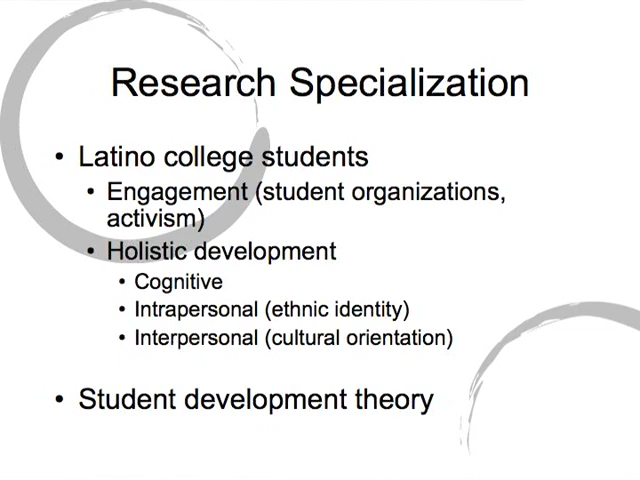 Research Specialization
• Latino college students
• Engagement (student organizations,
activism)
• Holistic development
• Cognitive
• Intrapersonal (ethnic identity)
• Interpersonal (cultural orientation)
• Student development theory